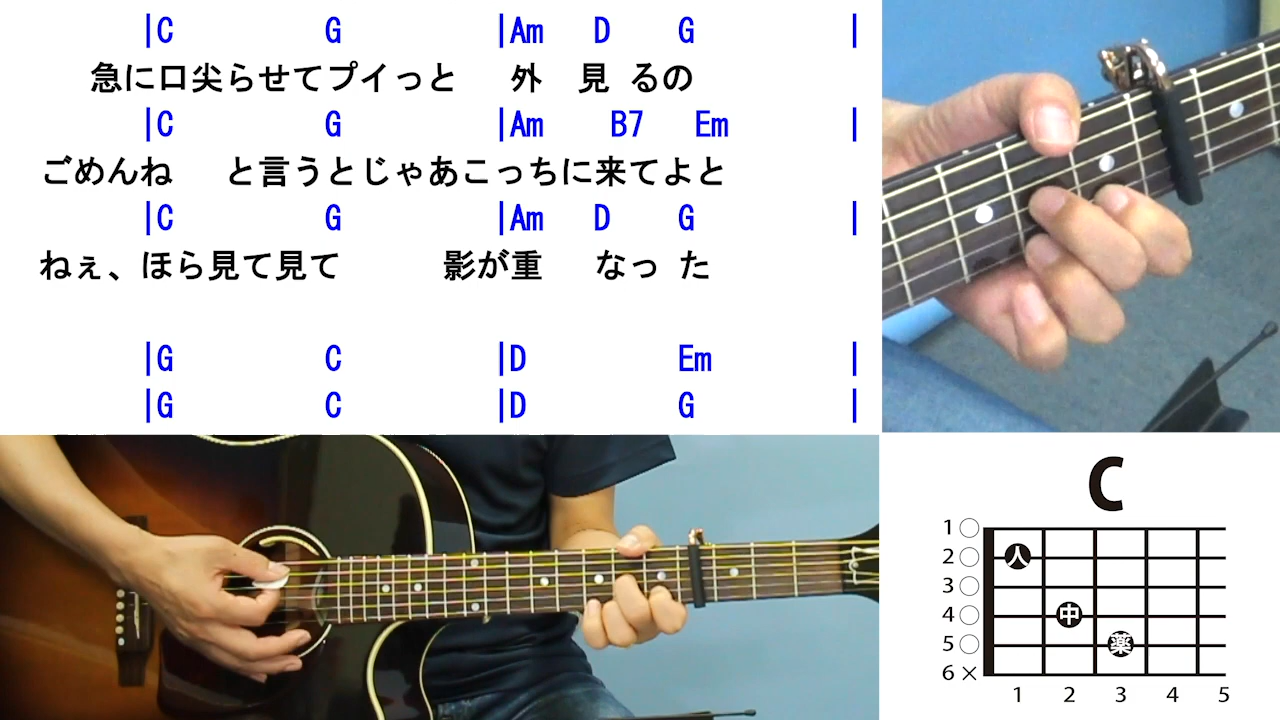 |C G |Am D G |
急に口尖らせてプイっと 外 見 るの
|C G |Am B7 Em |
ごめんね と言うとじゃあこっちに来てよと
|C G |Am D G |
ねぇ、ほら見て見て 影が重 なっ た
|G C |D Em |
|G C |D G |
C
1○
2○ 人
3○
4○ 中
5○ 薬
6×
1 2 3 4 5